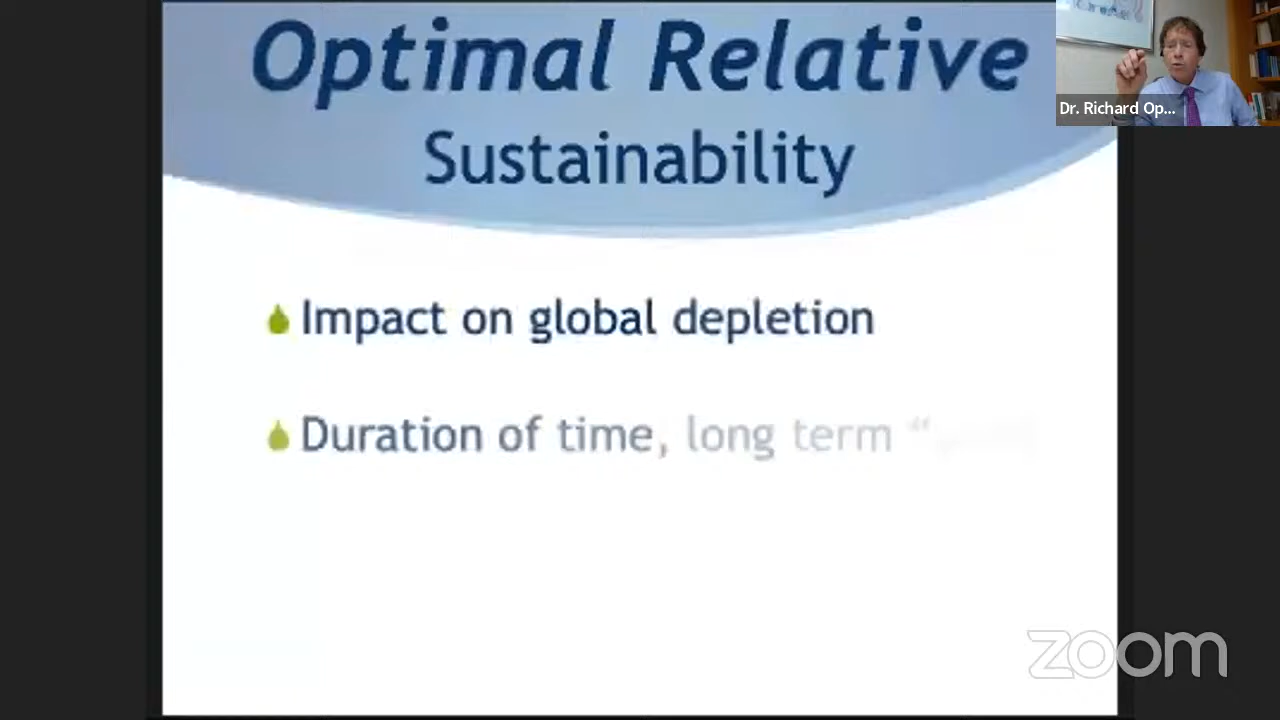 Optimal Relative
Sustainability
Dr. Richard Op...
Impact on global depletion
Duration of time, long term “
zoom